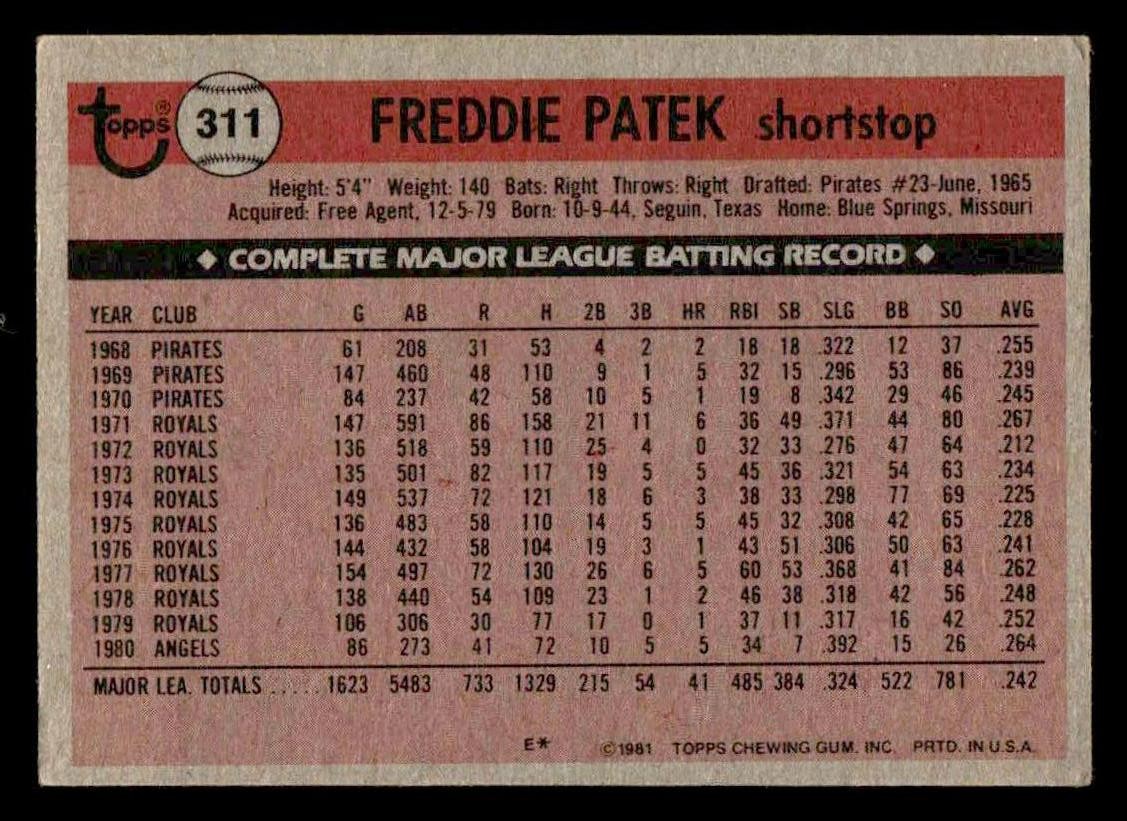 topps® 311 FREDDIE PATEK shortstop
Height: 5'4" Weight: 140 Bats: Right Throws: Right Drafted: Pirates #23-June, 1965
Acquired: Free Agent, 12-5-79 Born: 10-9-44, Seguin, Texas Home: Blue Springs, Missouri
◆ COMPLETE MAJOR LEAGUE BATTING RECORD ◆
YEAR CLUB G AB R H 2B 3B HR RBI SB SLG BB SO AVG
1968 PIRATES 61 208 31 53 4 2 2 18 18 .322 12 37 .255
1969 PIRATES 147 460 48 110 9 1 5 32 15 .296 53 86 .239
1970 PIRATES 84 237 42 58 10 5 1 19 8 .342 29 46 .245
1971 ROYALS 147 591 86 158 21 11 6 36 49 .371 44 80 .267
1972 ROYALS 136 518 59 110 25 4 0 32 33 .276 47 64 .212
1973 ROYALS 135 501 82 117 19 5 5 45 36 .321 54 63 .234
1974 ROYALS 149 537 72 121 18 6 3 38 33 .298 77 69 .225
1975 ROYALS 136 483 58 110 14 5 5 45 32 .308 42 65 .228
1976 ROYALS 144 432 58 104 19 3 1 43 51 .306 50 63 .241
1977 ROYALS 154 497 72 130 26 6 5 60 53 .368 41 84 .262
1978 ROYALS 138 440 54 109 23 1 2 46 38 .318 42 56 .248
1979 ROYALS 106 306 30 77 17 0 1 37 11 .317 16 42 .252
1980 ANGELS 86 273 41 72 10 5 5 34 7 .392 15 26 .264
MAJOR LEA. TOTALS ..... 1623 5483 733 1329 215 54 41 485 384 .324 522 781 .242
E* ©1981 TOPPS CHEWING GUM, INC. PRTD. IN U.S.A.